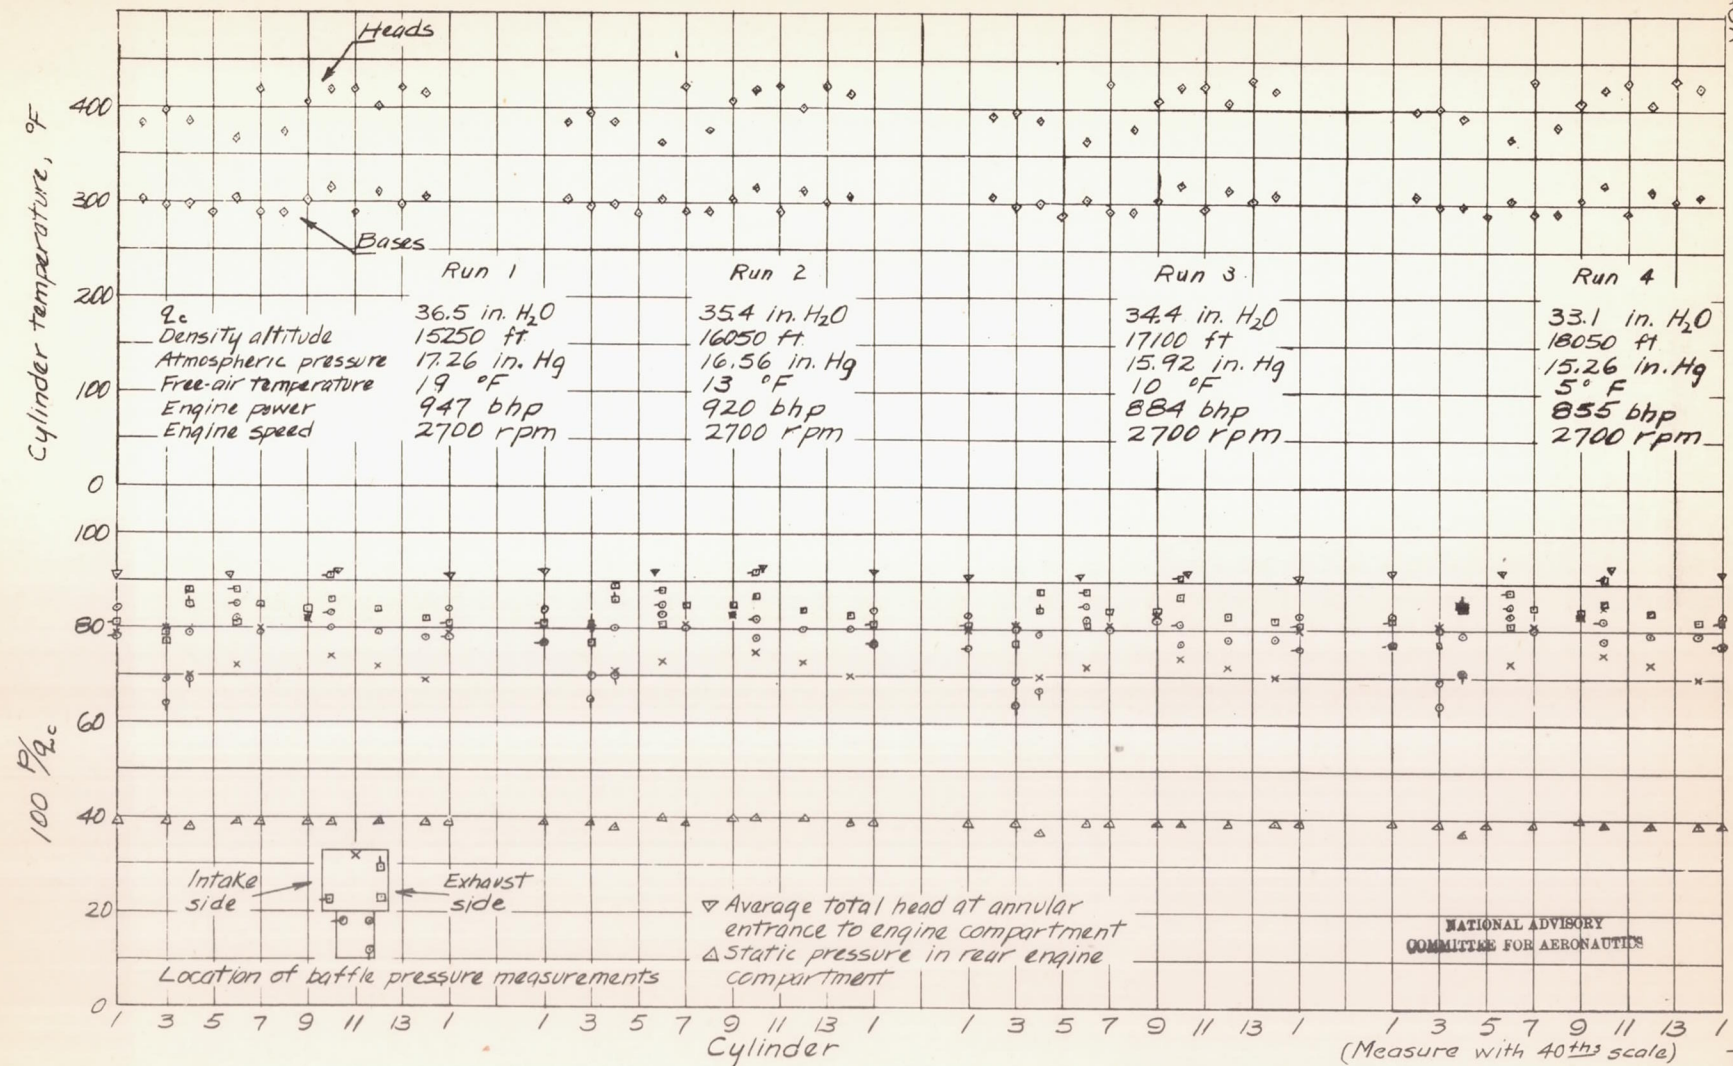 Heads
Cylinder temperature, °F
400
300
Bases
200
100
0
Run 1
Run 2
Run 3
Run 4
qc 36.5 in. H2O 35.4 in. H2O 34.4 in. H2O 33.1 in. H2O
Density altitude 15250 ft 16050 ft 17100 ft 18050 ft
Atmospheric pressure 17.26 in. Hg 16.56 in. Hg 15.92 in. Hg 15.26 in. Hg
Free-air temperature 19 °F 13 °F 10 °F 5° F
Engine power 947 bhp 920 bhp 884 bhp 855 bhp
Engine speed 2700 rpm 2700 rpm 2700 rpm 2700 rpm
100 P/qc
100
80
60
40
20
0
Intake
side
Exhaust
side
Location of baffle pressure measurements
▽ Average total head at annular
entrance to engine compartment
△ Static pressure in rear engine
compartment
NATIONAL ADVISORY
COMMITTEE FOR AERONAUTICS
1 3 5 7 9 11 13 1 1 3 5 7 9 11 13 1 1 3 5 7 9 11 13 1 1 3 5 7 9 11 13 1
Cylinder
(Measure with 40ths scale)